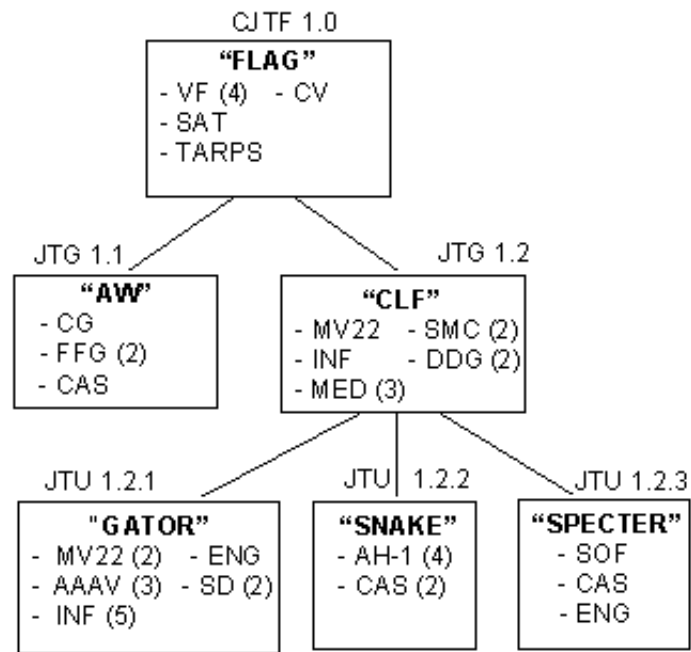 CJTF 1.0
“FLAG”
- VF (4) - CV
- SAT
- TARPS
JTG 1.1
“AW”
- CG
- FFG (2)
- CAS
JTG 1.2
“CLF”
- MV22 - SMC (2)
- INF - DDG (2)
- MED (3)
JTU 1.2.1
"GATOR”
- MV22 (2) - ENG
- AAAV (3) - SD (2)
- INF (5)
JTU 1.2.2
“SNAKE”
- AH-1 (4)
- CAS (2)
JTU 1.2.3
“SPECTER”
- SOF
- CAS
- ENG